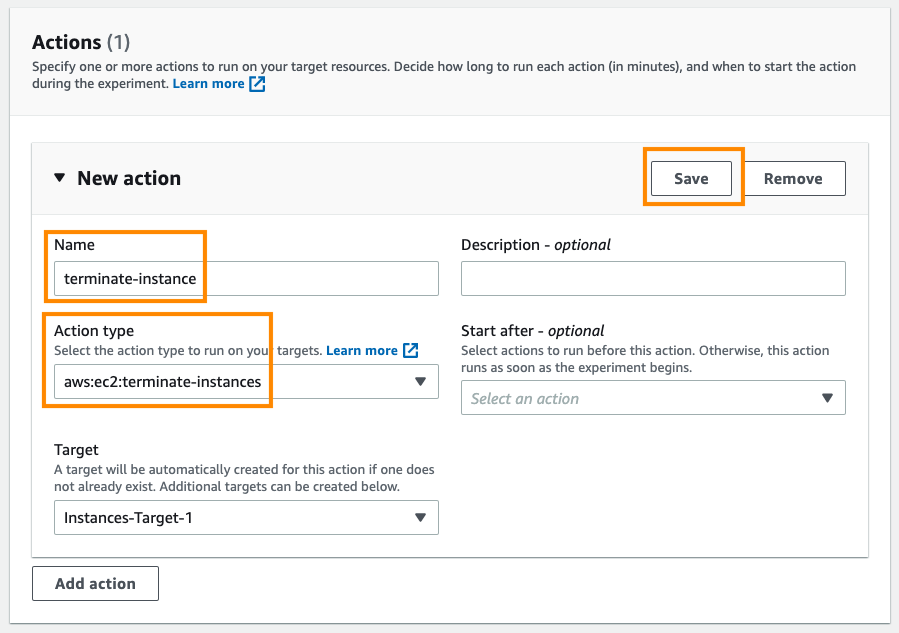 Actions (1)
Specify one or more actions to run on your target resources. Decide how long to run each action (in minutes), and when to start the action
during the experiment. Learn more
New action
Save
Remove
Name
terminate-instance
Description - optional
Action type
Select the action type to run on your targets. Learn more
aws:ec2:terminate-instances
Start after - optional
Select actions to run before this action. Otherwise, this action
runs as soon as the experiment begins.
Select an action
Target
A target will be automatically created for this action if one does
not already exist. Additional targets can be created below.
Instances-Target-1
Add action